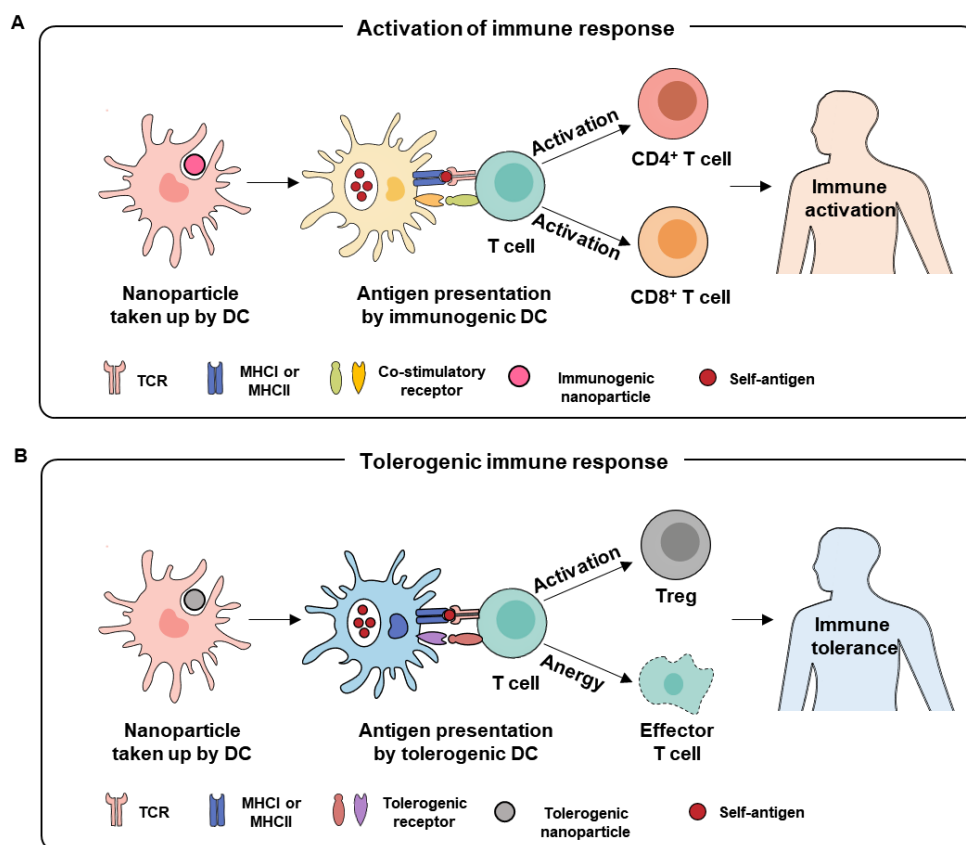 A
Activation of immune response
Activation
CD4⁺ T cell
Activation
CD8⁺ T cell
T cell
Immune
activation
Nanoparticle
taken up by DC
Antigen presentation
by immunogenic DC
TCR
MHCI or
MHCII
Co-stimulatory
receptor
Immunogenic
nanoparticle
Self-antigen
B
Tolerogenic immune response
Activation
Treg
Anergy
Effector
T cell
T cell
Immune
tolerance
Nanoparticle
taken up by DC
Antigen presentation
by tolerogenic DC
TCR
MHCI or
MHCII
Tolerogenic
receptor
Tolerogenic
nanoparticle
Self-antigen